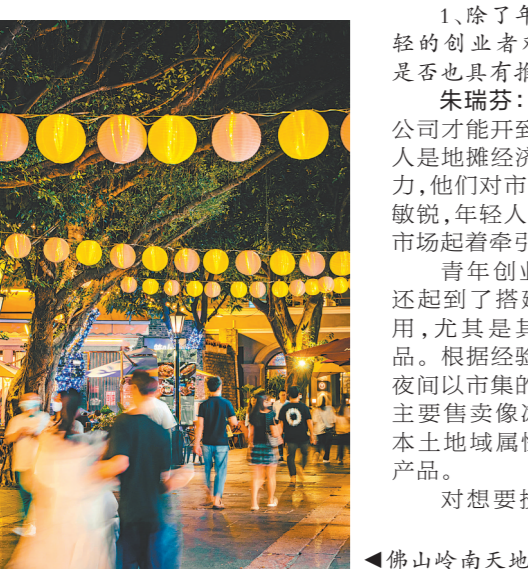 1、除了年
轻的创业者对
是否也具有推
朱瑞芬：
公司才能开到
人是地摊经济
力，他们对市
敏锐，年轻人
市场起着牵引
青年创业
还起到了搭建
用，尤其是其
品。根据经验
夜间以市集的
主要售卖像
本土地域属性
产品。
对想要
◀佛山岭南天地